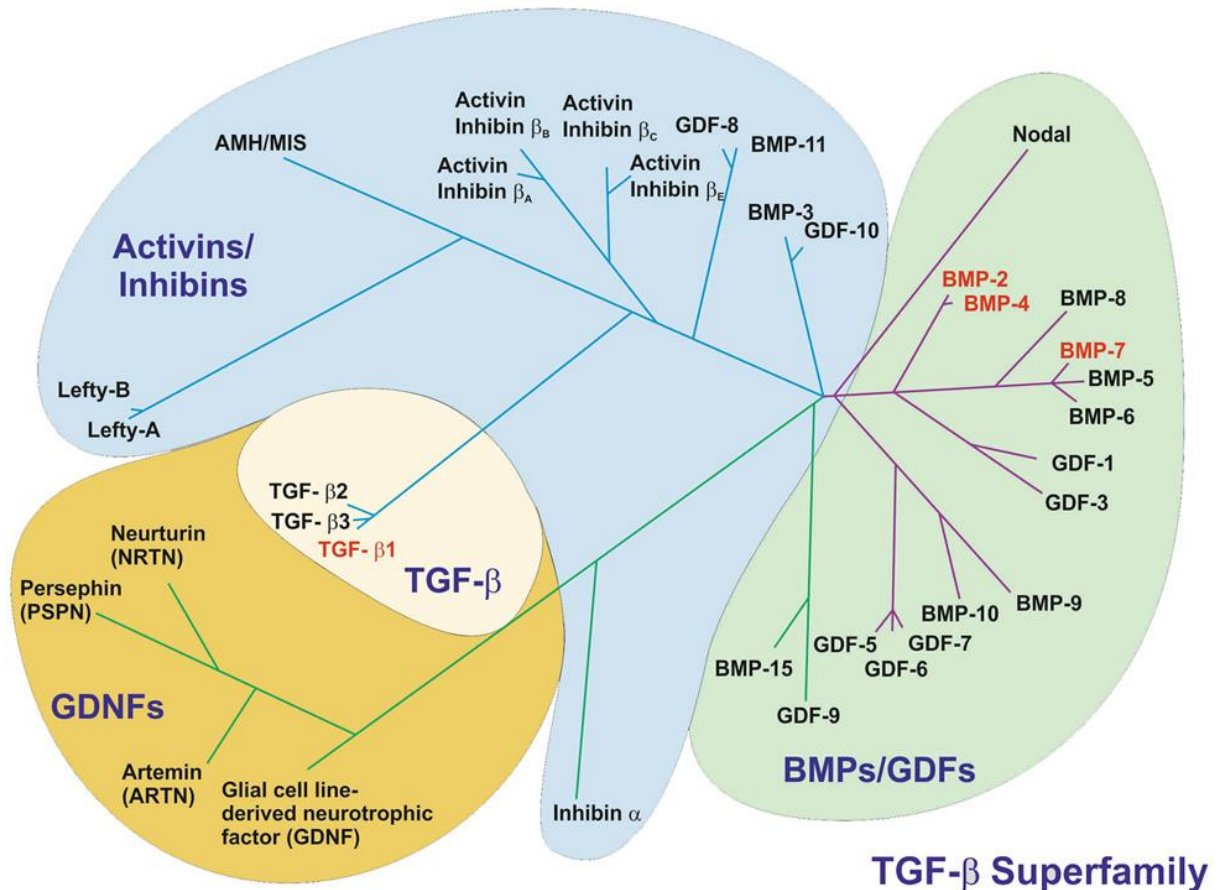 Activin
Inhibin βB
Activin
Inhibin βC
GDF-8
BMP-11
AMH/MIS
Activin
Inhibin βA
Activin
Inhibin βE
BMP-3
GDF-10
Nodal
Activins/
Inhibins
BMP-2
BMP-4
BMP-8
BMP-7
BMP-5
BMP-6
Lefty-B
Lefty-A
GDF-1
GDF-3
TGF- β2
TGF- β3
TGF- β1
TGF-β
Neurturin
(NRTN)
Persephin
(PSPN)
GDNFs
Artemin
(ARTN)
Glial cell line-
derived neurotrophic
factor (GDNF)
Inhibin α
BMP-15
GDF-9
GDF-5
GDF-6
GDF-7
BMP-10
BMP-9
BMPs/GDFs
TGF-β Superfamily